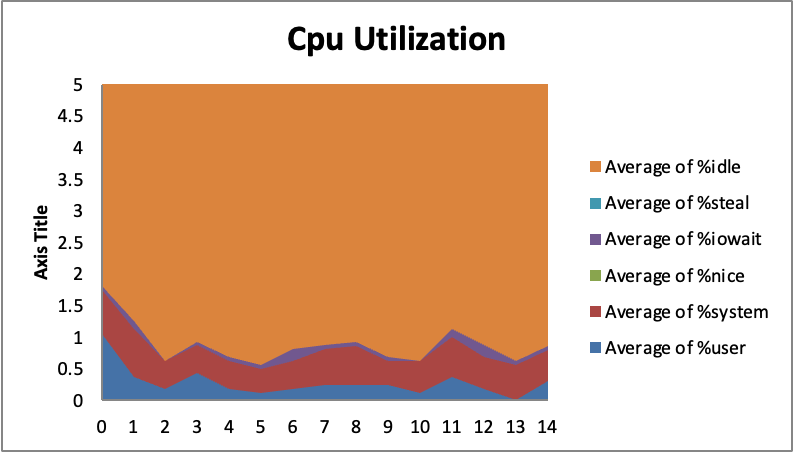 Cpu Utilization
Axis Title
5
4.5
4
3.5
3
2.5
2
1.5
1
0.5
0
0 1 2 3 4 5 6 7 8 9 10 11 12 13 14
Average of %idle
Average of %steal
Average of %iowait
Average of %nice
Average of %system
Average of %user